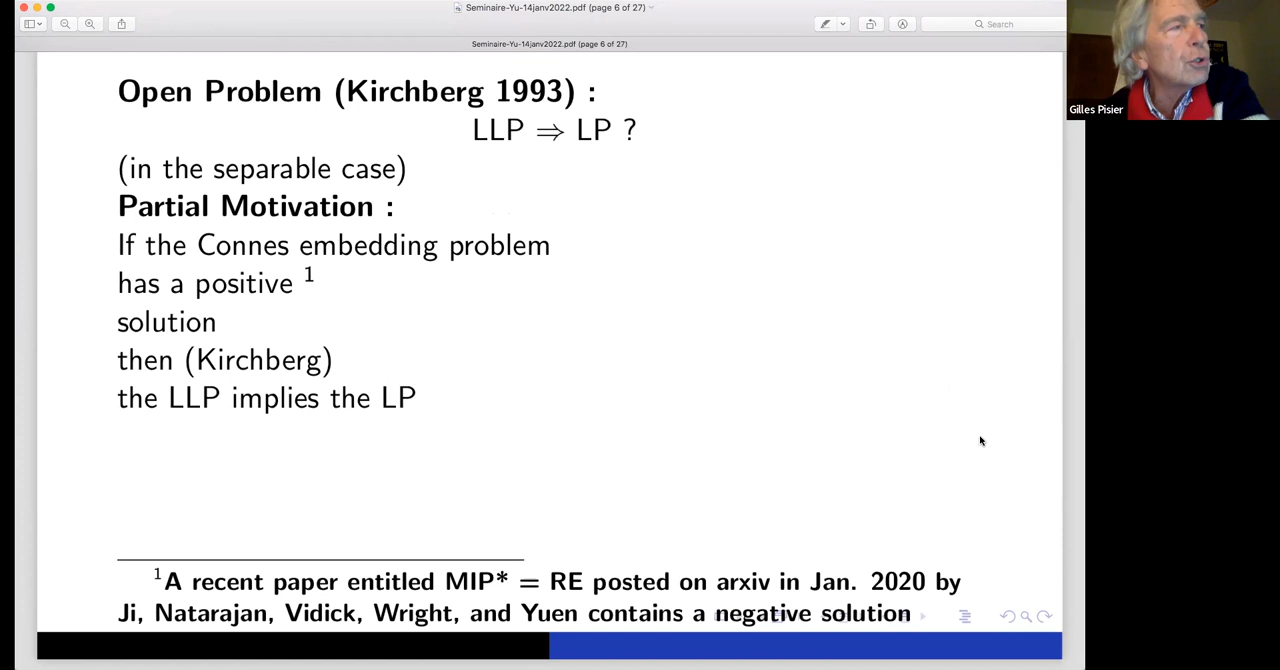 Seminaire-Yu-14janv2022.pdf (page 6 of 27)
Search
Seminaire-Yu-14janv2022.pdf (page 6 of 27)
Gilles Pisier
Open Problem (Kirchberg 1993) :
LLP ⇒ LP ?
(in the separable case)
Partial Motivation :
If the Connes embedding problem
has a positive ¹
solution
then (Kirchberg)
the LLP implies the LP
¹A recent paper entitled MIP* = RE posted on arxiv in Jan. 2020 by
Ji, Natarajan, Vidick, Wright, and Yuen contains a negative solution